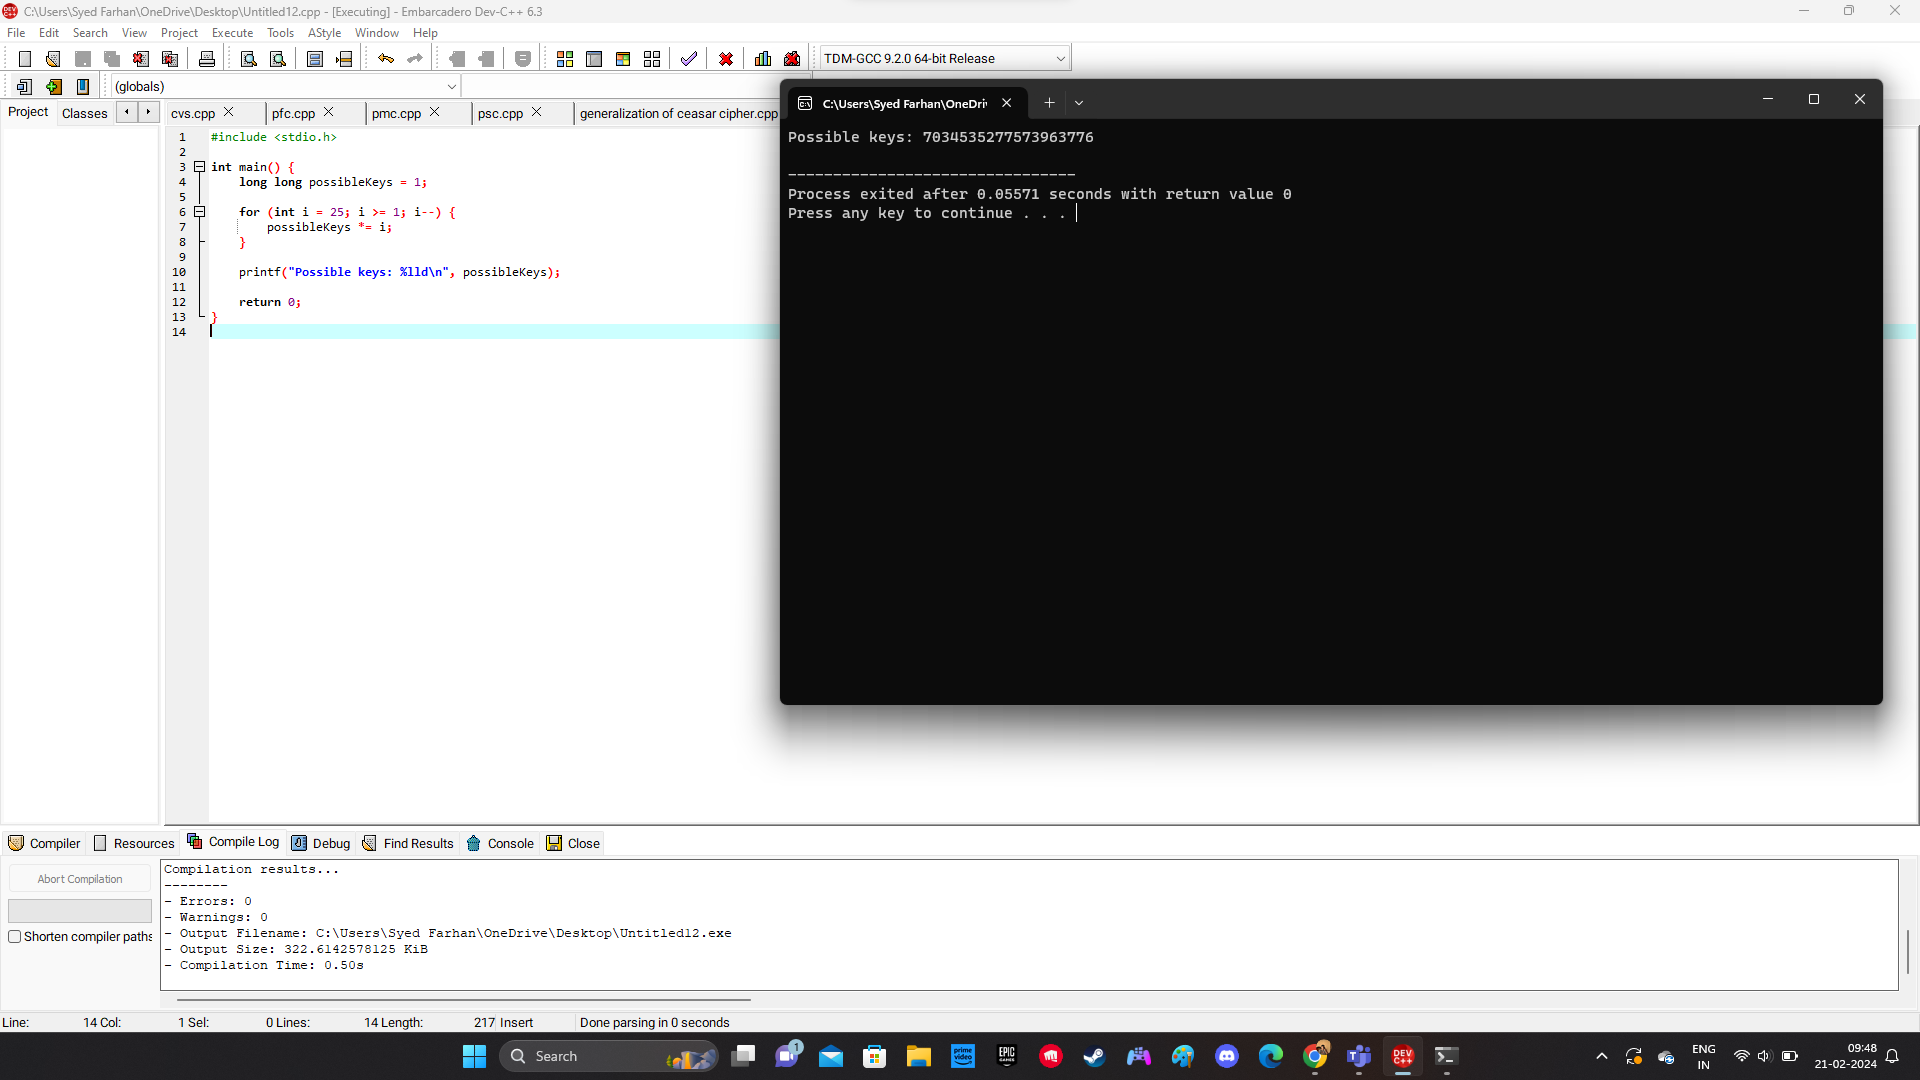 C:\Users\Syed Farhan\OneDrive\Desktop\Untitled12.cpp - [Executing] - Embarcadero Dev-C++ 6.3
File Edit Search View Project Execute Tools AStyle Window Help
TDM-GCC 9.2.0 64-bit Release
(globals)
Project Classes
cvs.cpp pfc.cpp pmc.cpp psc.cpp generalization of ceasar cipher.cpp
1 #include <stdio.h>
2
3 int main() {
4 long long possibleKeys = 1;
5
6 for (int i = 25; i >= 1; i--) {
7 possibleKeys *= i;
8 }
9
10 printf("Possible keys: %lld\n", possibleKeys);
11
12 return 0;
13 }
14
C:\Users\Syed Farhan\OneDri
Possible keys: 7034535277573963776
--------------------------------
Process exited after 0.05571 seconds with return value 0
Press any key to continue . . .
Compiler Resources Compile Log Debug Find Results Console Close
Abort Compilation
Shorten compiler paths
Compilation results...
--------
- Errors: 0
- Warnings: 0
- Output Filename: C:\Users\Syed Farhan\OneDrive\Desktop\Untitled12.exe
- Output Size: 322.6142578125 KiB
- Compilation Time: 0.50s
Line: 14 Col: 1 Sel: 0 Lines: 14 Length: 217 Insert Done parsing in 0 seconds
Search
1
prime video
EPIC GAMES
DEV C++
ENG
IN
09:48
21-02-2024